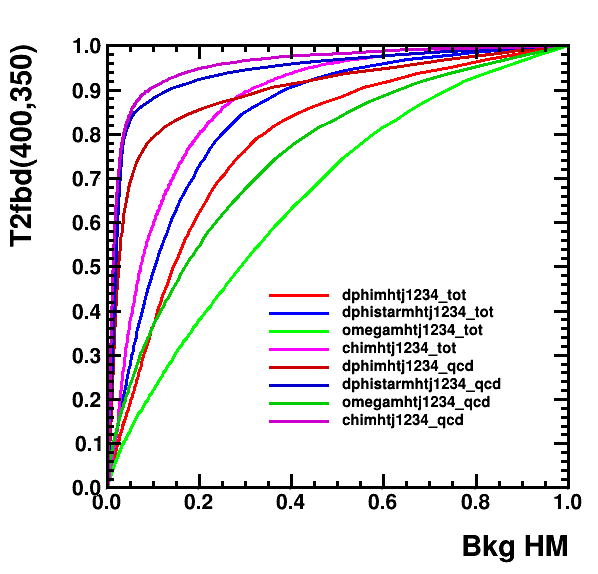 T2fbd(400,350)
1.0
0.9
0.8
0.7
0.6
0.5
0.4
0.3
0.2
0.1
0.0
dphimhtj1234_tot
dphistarmhtj1234_tot
omegamhtj1234_tot
chimhtj1234_tot
dphimhtj1234_qcd
dphistarmhtj1234_qcd
omegamhtj1234_qcd
chimhtj1234_qcd
0.0 0.2 0.4 0.6 0.8 1.0
Bkg HM